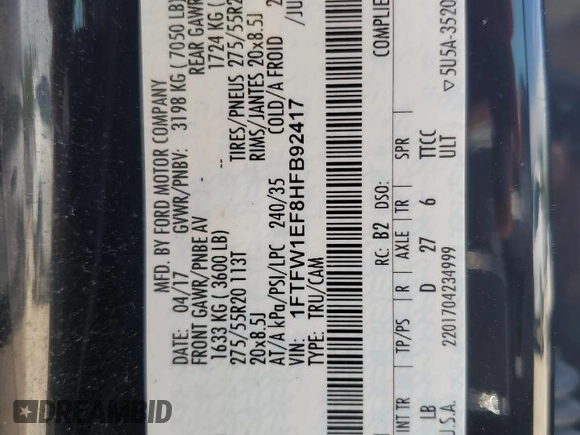 MFD. BY FORD MOTOR COMPANY
DATE: 04/17 GVWR/PNBV: 3198 KG ( 7050 LB)
FRONT GAWR/PNBE AV REAR GAWR
1633 KG ( 3600 LB) 1724 KG (
275/55R20 113T TIRES/PNEUS 275/55R20
20x8.5J RIMS/JANTES 20x8.5J
AT/A kPa/PSI/LPC 240/35 COLD/A FROID
VIN: 1FTFW1EF8HFB92417
TYPE: TRU/CAM
COMPLIE
RC: B2 DSO:
INT TR TP/PS R AXLE TR SPR
LB D 27 6 TTCC
ULT
U.S.A. 2201704234999 ▽ 5U5A-3520
DREAMBID